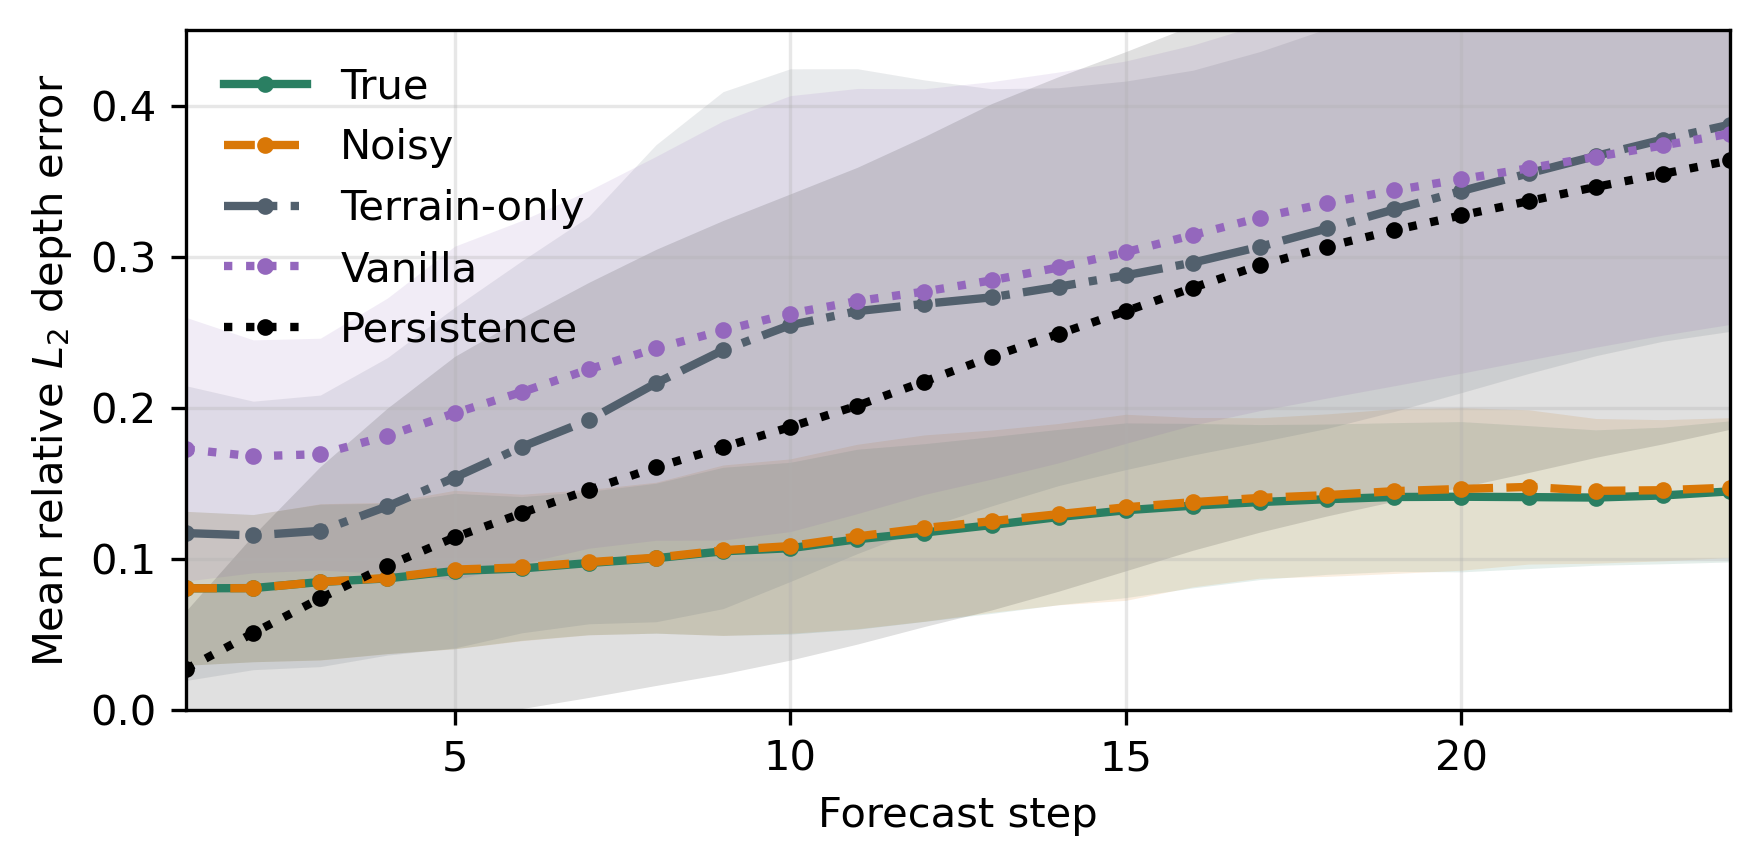 Mean relative L₂ depth error
0.4
0.3
0.2
0.1
0.0
True
Noisy
Terrain-only
Vanilla
Persistence
5 10 15 20
Forecast step